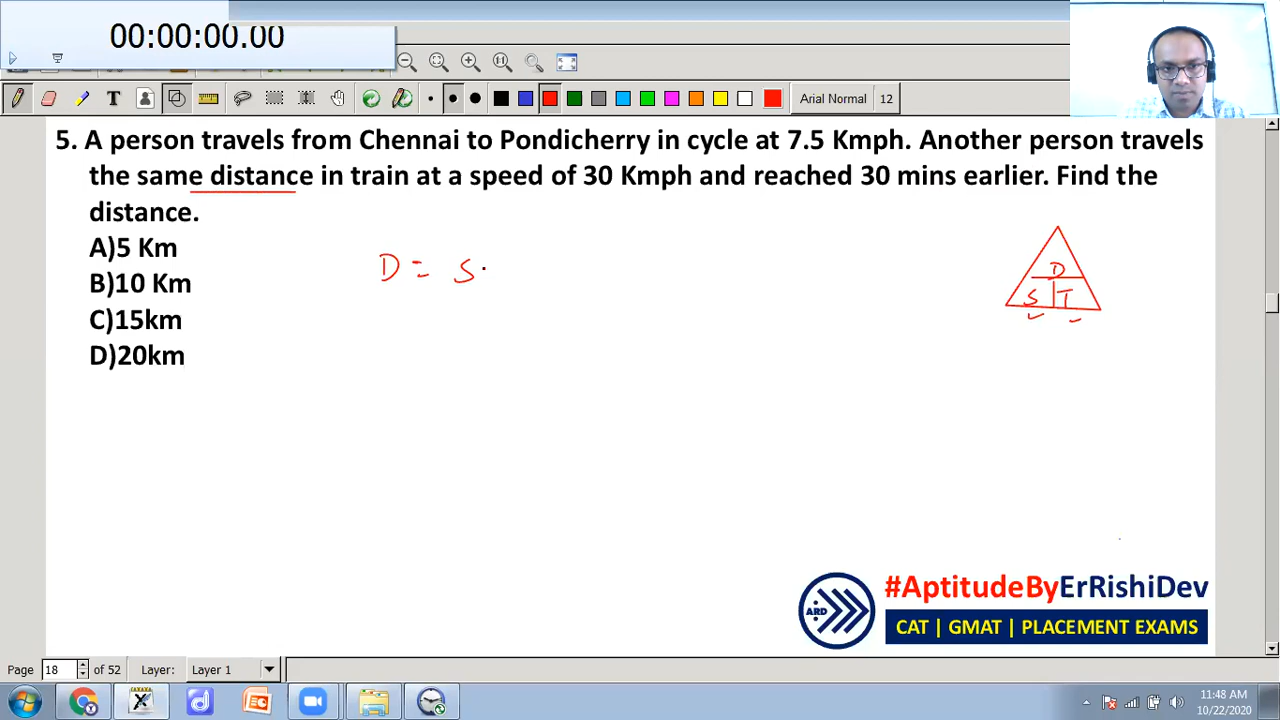 00:00:00.00
Arial Normal 12
5. A person travels from Chennai to Pondicherry in cycle at 7.5 Kmph. Another person travels
the same distance in train at a speed of 30 Kmph and reached 30 mins earlier. Find the
distance.
A)5 Km
B)10 Km
C)15km
D)20km
D = S
D
S T
ARD
#AptitudeByErRishiDev
CAT | GMAT | PLACEMENT EXAMS
Page 18 of 52 Layer: Layer 1
11:48 AM
10/22/2020